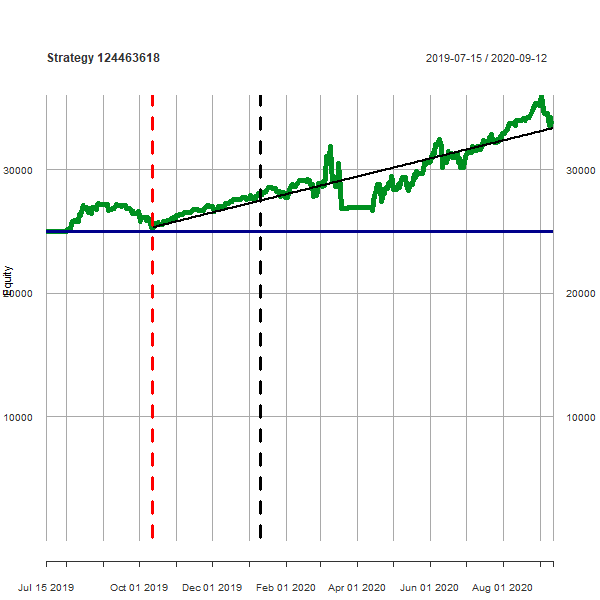 Strategy 124463618
2019-07-15 / 2020-09-12
30000
30000
Equity
20000
20000
10000
10000
Jul 15 2019
Oct 01 2019
Dec 01 2019
Feb 01 2020
Apr 01 2020
Jun 01 2020
Aug 01 2020